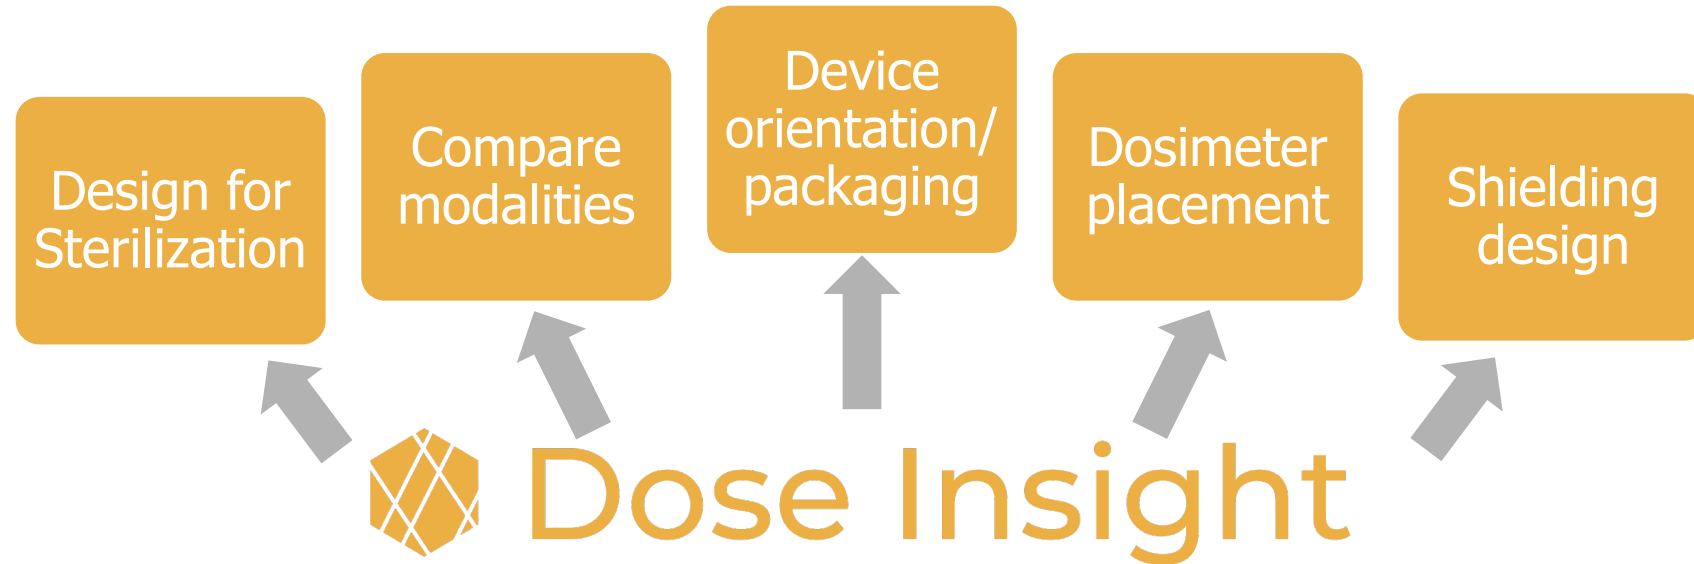 Design for
Sterilization
Compare
modalities
Device
orientation/
packaging
Dosimeter
placement
Shielding
design
Dose Insight